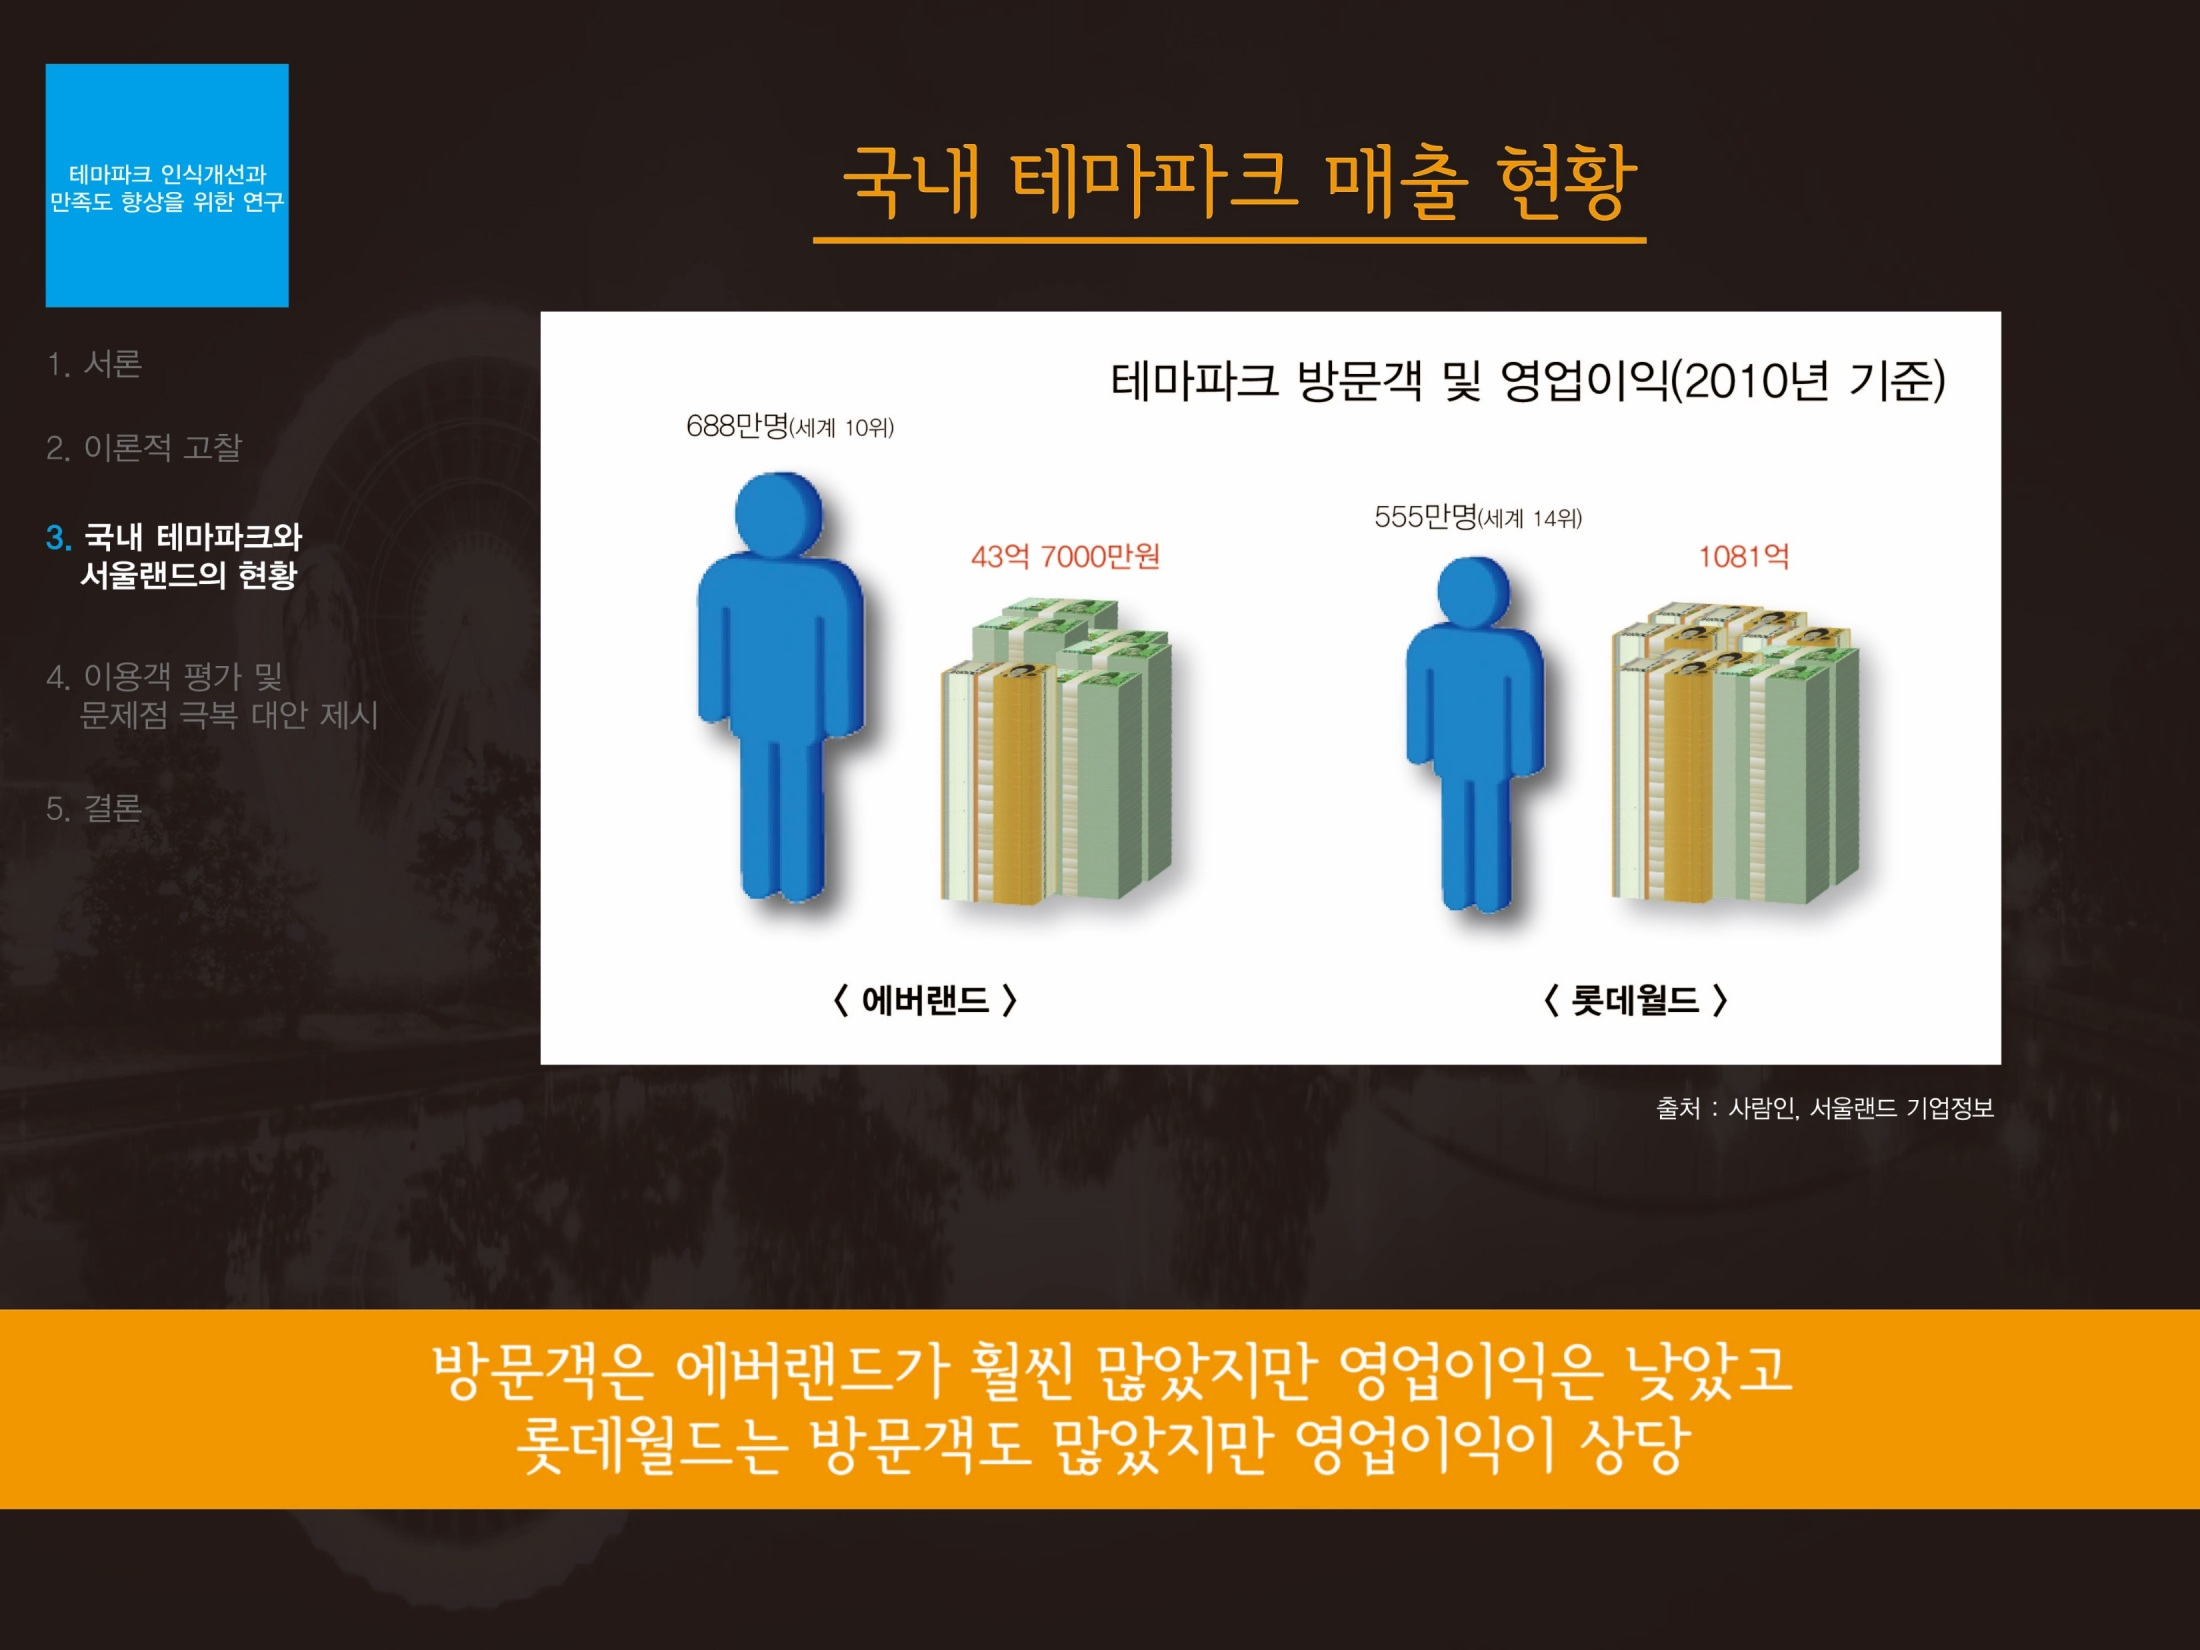 테마파크 인식개선과
만족도 향상을 위한 연구
1. 서론
2. 이론적 고찰
3. 국내 테마파크와
서울랜드의 현황
4. 이용객 평가 및
문제점 극복 대안 제시
5. 결론
국내 테마파크 매출 현황
테마파크 방문객 및 영업이익(2010년 기준)
688만명(세계 10위)
43억 7000만원
555만명(세계 14위)
1081억
< 에버랜드 >
< 롯데월드 >
출처 : 사람인, 서울랜드 기업정보
방문객은 에버랜드가 훨씬 많았지만 영업이익은 낮았고
롯데월드는 방문객도 많았지만 영업이익이 상당